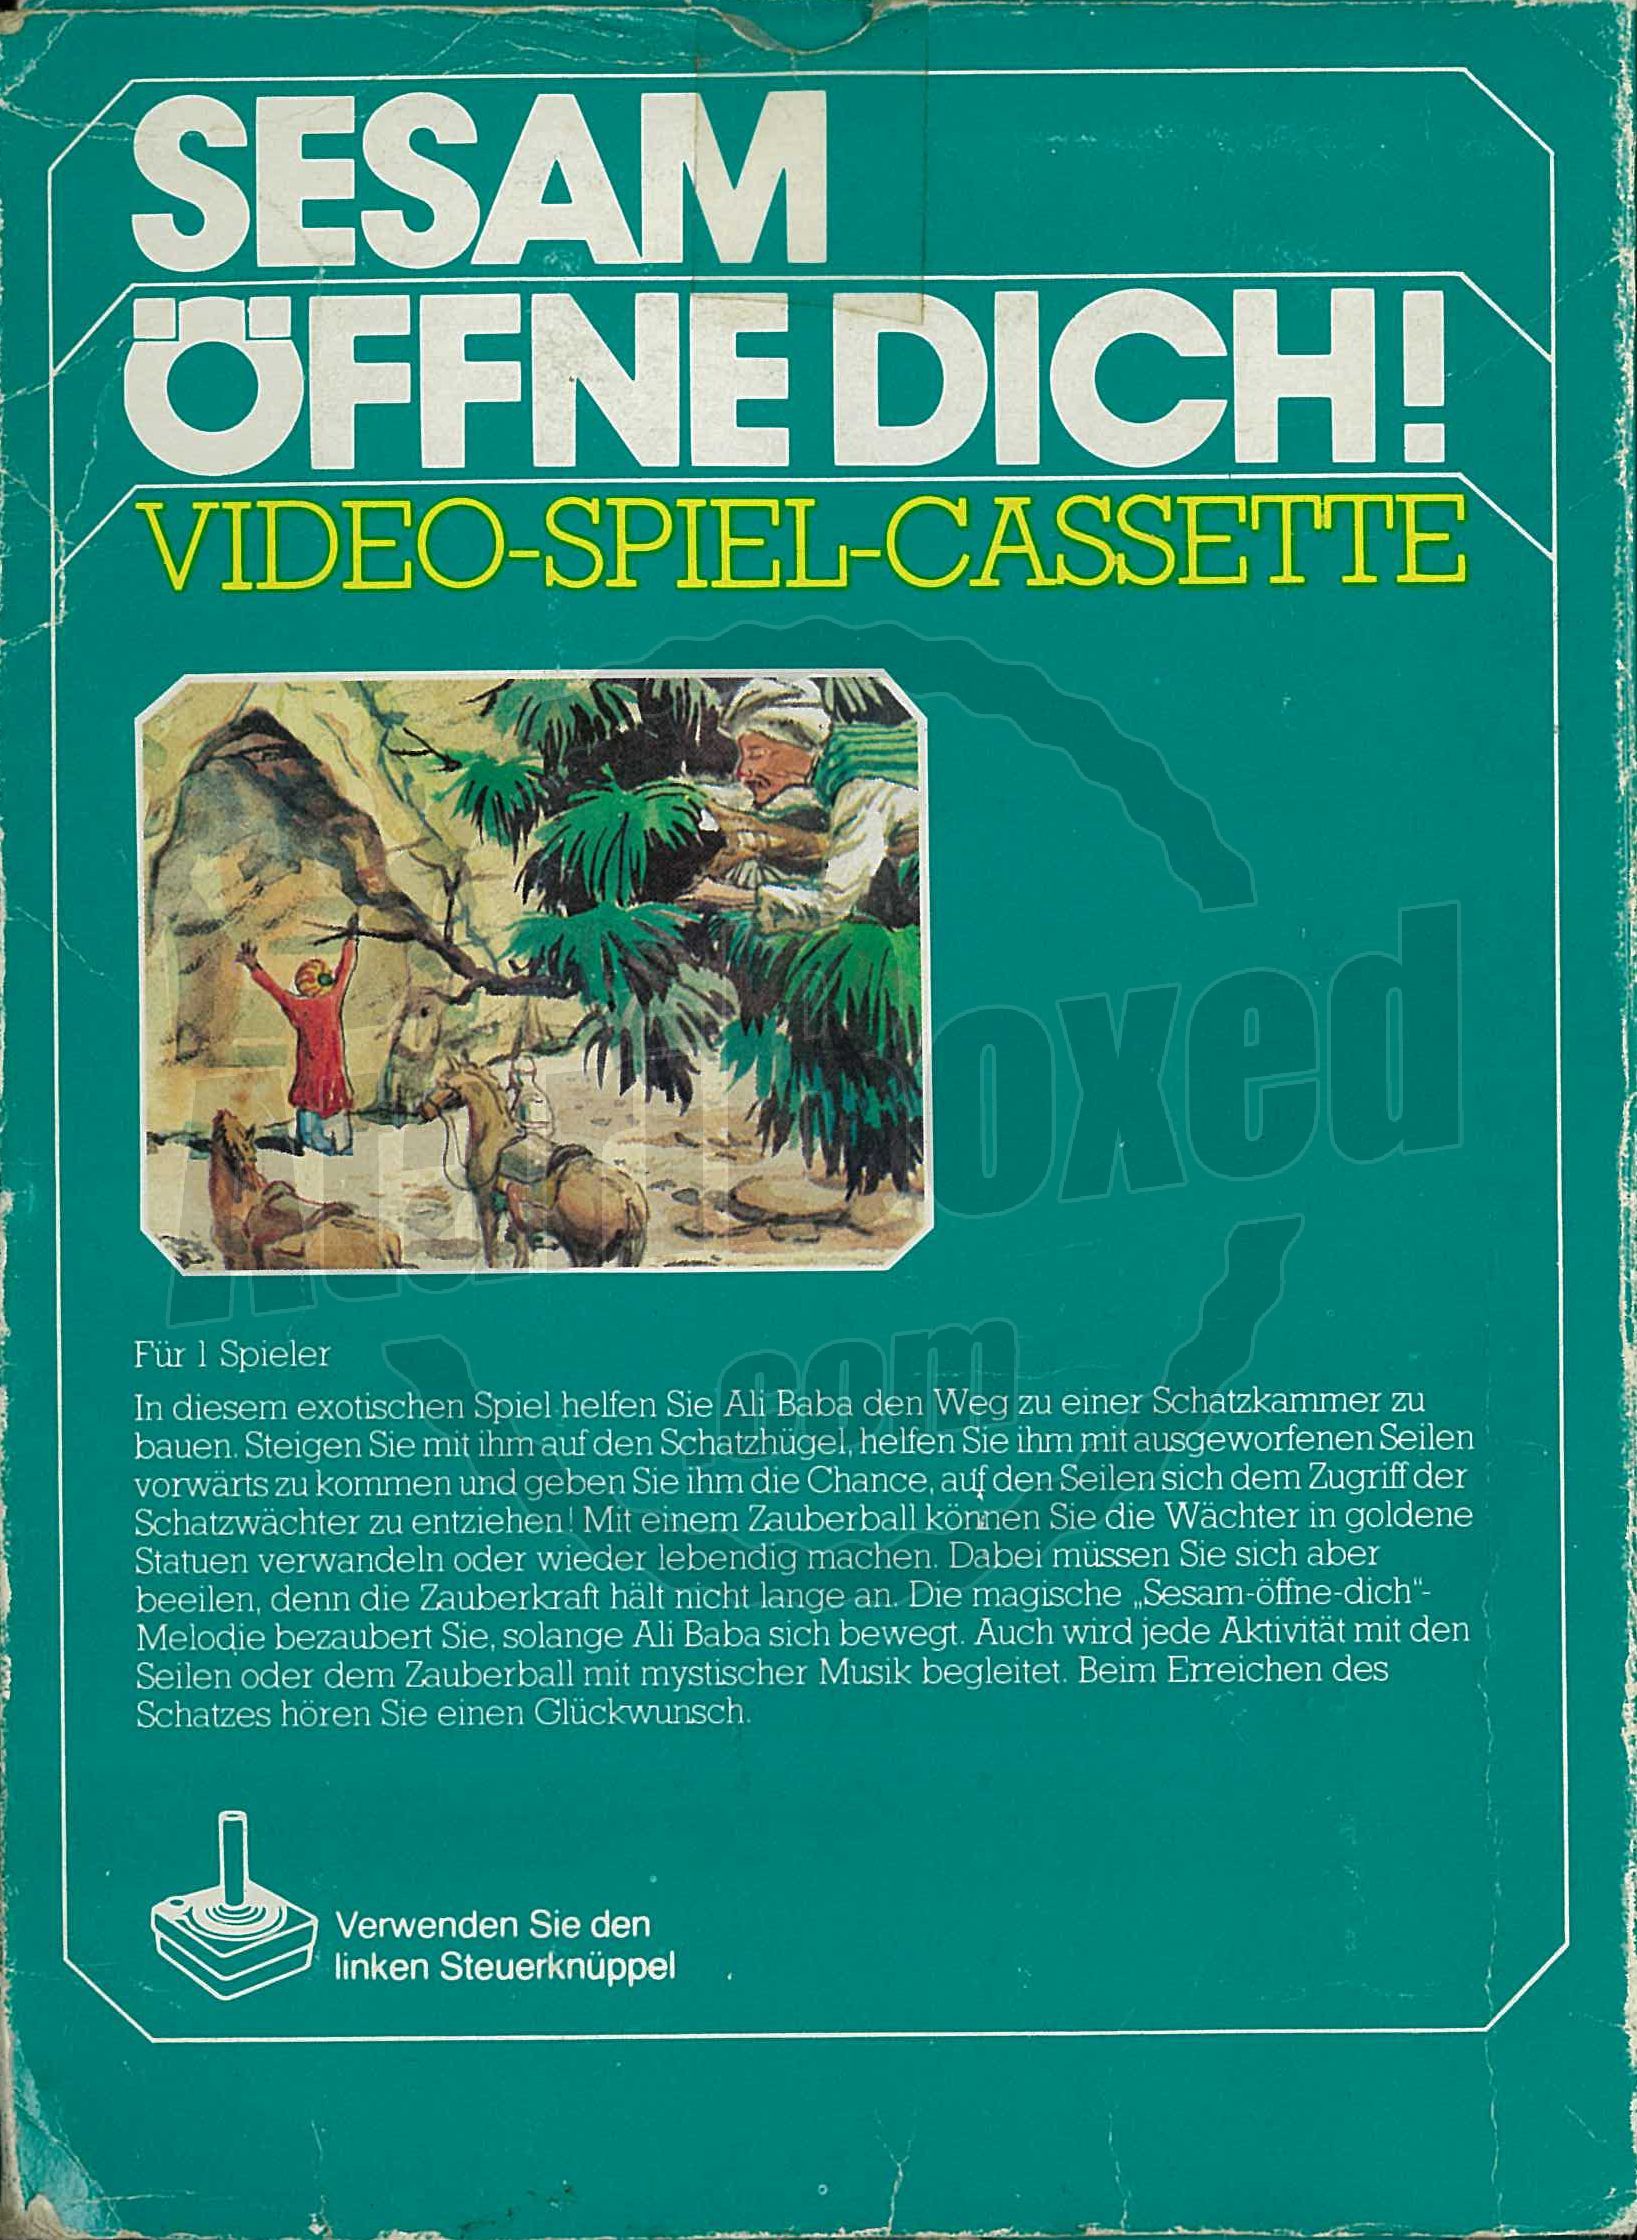 SESAM
ÖFFNE DICH!
VIDEO-SPIEL-CASSETTE
Für 1 Spieler
In diesem exotischen Spiel helfen Sie Ali Baba den Weg zu einer Schatzkammer zu
bauen. Steigen Sie mit ihm auf den Schatzhügel, helfen Sie ihm mit ausgeworfenen Seilen
vorwärts zu kommen und geben Sie ihm die Chance, auf den Seilen sich dem Zugriff der
Schatzwächter zu entziehen! Mit einem Zauberball können Sie die Wächter in goldene
Statuen verwandeln oder wieder lebendig machen. Dabei müssen Sie sich aber
beeilen, denn die Zauberkraft hält nicht lange an. Die magische „Sesam-öffne-dich"-
Melodie bezaubert Sie, solange Ali Baba sich bewegt. Auch wird jede Aktivität mit den
Seilen oder dem Zauberball mit mystischer Musik begleitet. Beim Erreichen des
Schatzes hören Sie einen Glückwunsch.
Verwenden Sie den
linken Steuerknüppel
AtariBoxed
.com